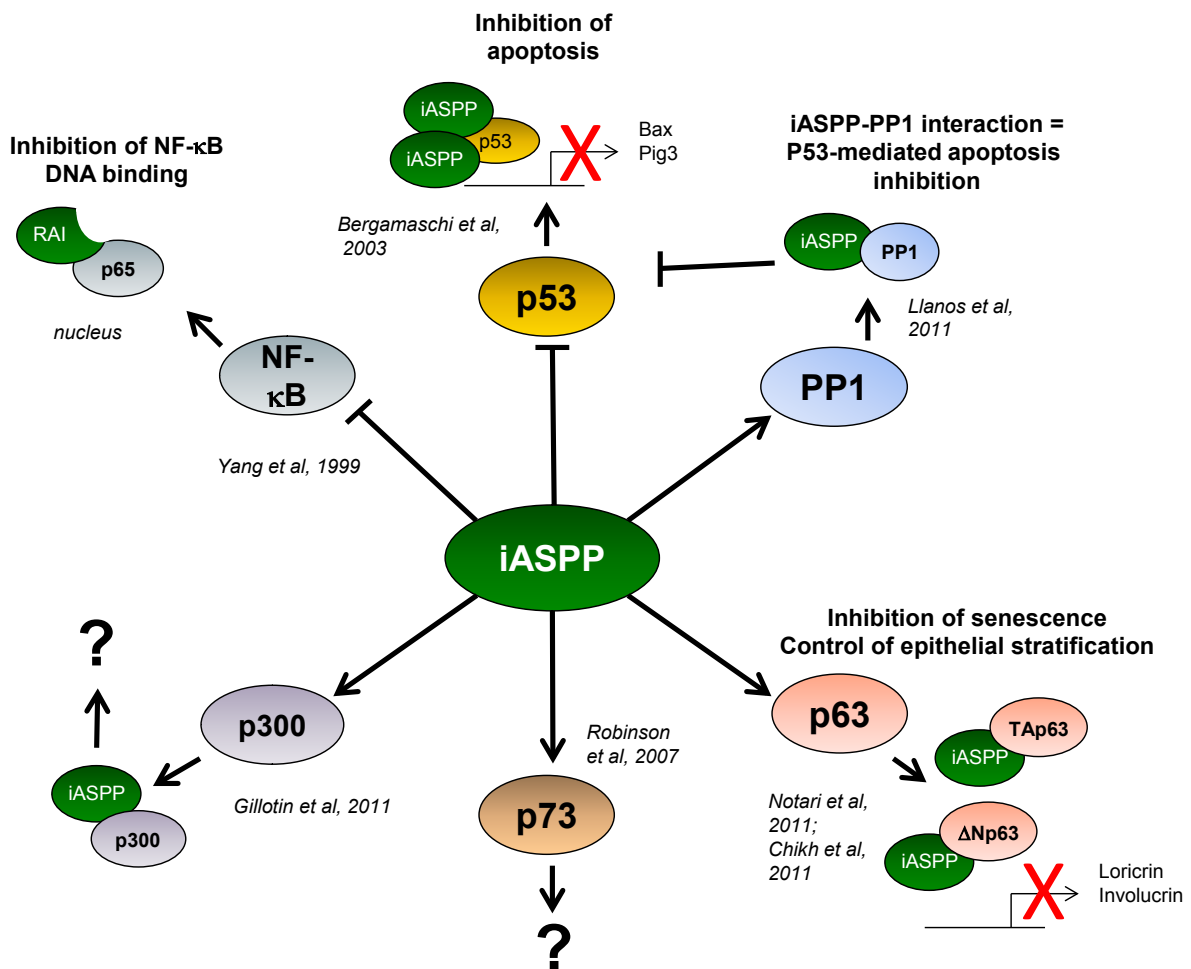 Inhibition of
apoptosis
iASPP
p53
iASPP
Bax
Pig3
Bergamaschi et al,
2003
p53
Inhibition of NF-κB
DNA binding
RAI
p65
nucleus
NF-
κB
Yang et al, 1999
iASPP-PP1 interaction =
P53-mediated apoptosis
inhibition
iASPP
PP1
Llanos et al,
2011
PP1
iASPP
?
p300
iASPP
p300
Gillotin et al, 2011
Robinson
et al, 2007
p73
?
Inhibition of senescence
Control of epithelial stratification
p63
TAp63
iASPP
Notari et al,
2011;
Chikh et al,
2011
ΔNp63
iASPP
Loricrin
Involucrin